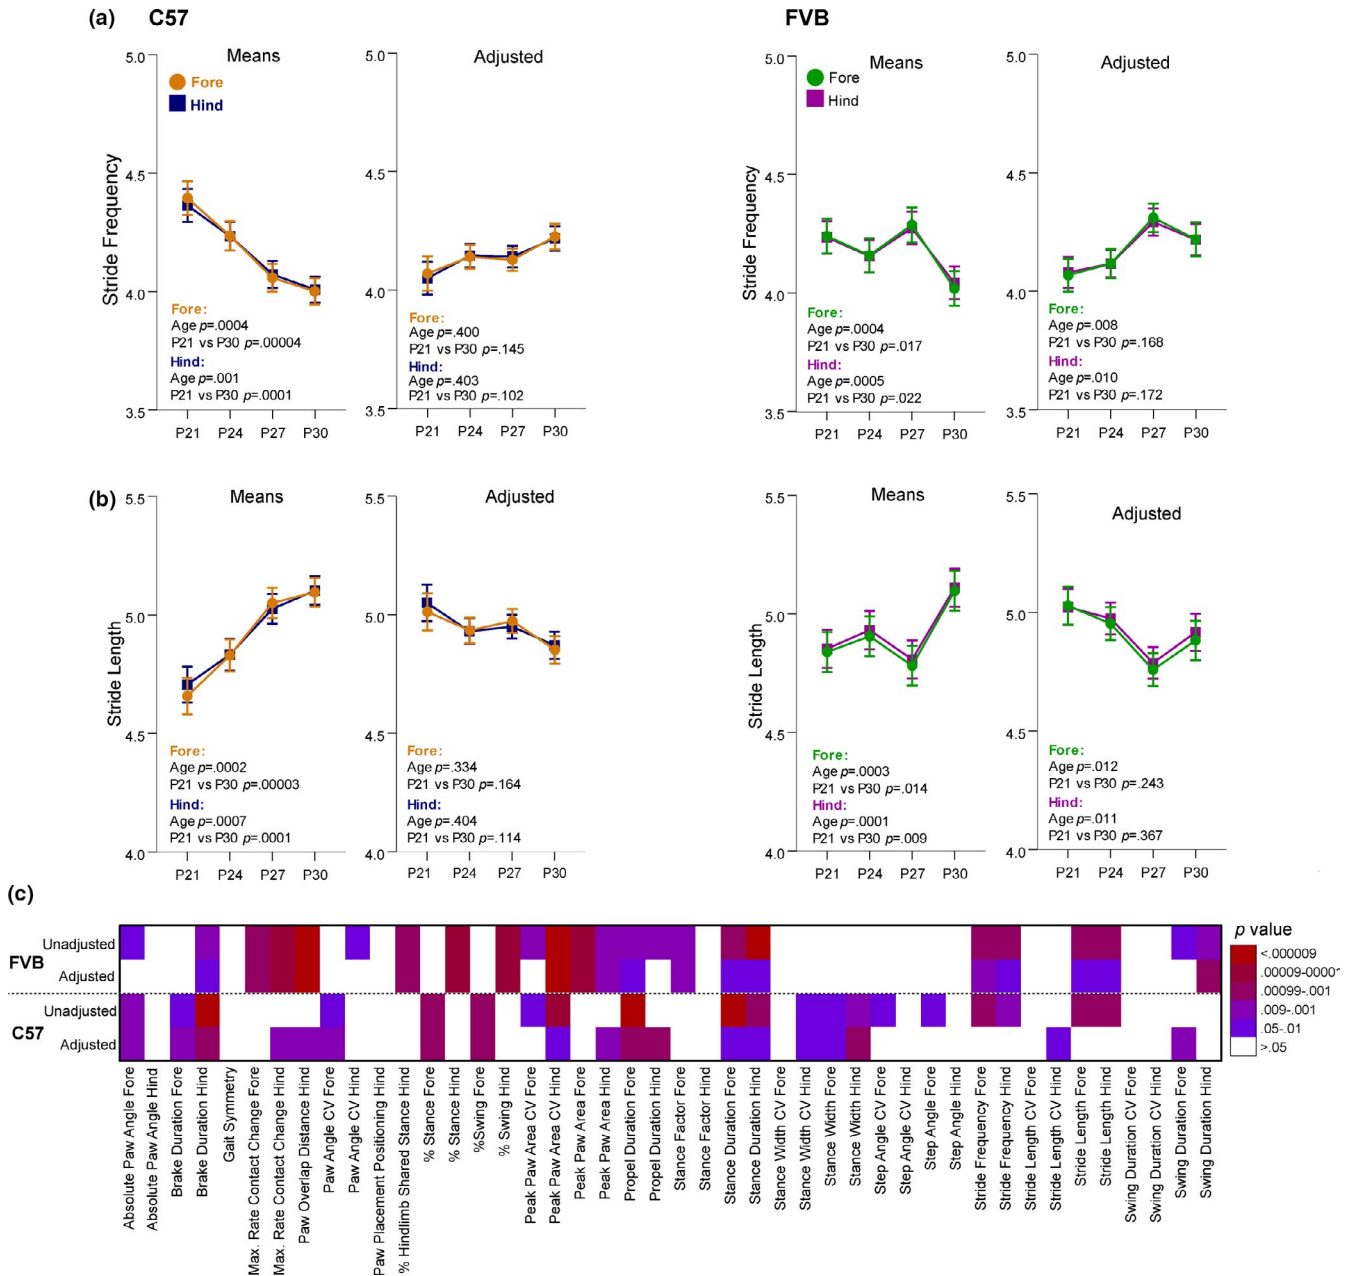 (a) C57 FVB
Means Adjusted Means Adjusted
Stride Frequency
5.0
4.5
4.0
3.5
Fore
Hind
Fore:
Age p=.0004
P21 vs P30 p=.00004
Hind:
Age p=.001
P21 vs P30 p=.0001
P21 P24 P27 P30
5.0
4.5
4.0
3.5
Fore:
Age p=.400
P21 vs P30 p=.145
Hind:
Age p=.403
P21 vs P30 p=.102
P21 P24 P27 P30
Stride Frequency
5.0
4.5
4.0
3.5
Fore
Hind
Fore:
Age p=.0004
P21 vs P30 p=.017
Hind:
Age p=.0005
P21 vs P30 p=.022
P21 P24 P27 P30
5.0
4.5
4.0
3.5
Fore:
Age p=.008
P21 vs P30 p=.168
Hind:
Age p=.010
P21 vs P30 p=.172
P21 P24 P27 P30
(b)
Means Adjusted Means Adjusted
Stride Length
5.5
5.0
4.5
4.0
Fore:
Age p=.0002
P21 vs P30 p=.00003
Hind:
Age p=.0007
P21 vs P30 p=.0001
P21 P24 P27 P30
5.5
5.0
4.5
4.0
Fore:
Age p=.334
P21 vs P30 p=.164
Hind:
Age p=.404
P21 vs P30 p=.114
P21 P24 P27 P30
Stride Length
5.5
5.0
4.5
4.0
Fore:
Age p=.0003
P21 vs P30 p=.014
Hind:
Age p=.0001
P21 vs P30 p=.009
P21 P24 P27 P30
5.5
5.0
4.5
4.0
Fore:
Age p=.012
P21 vs P30 p=.243
Hind:
Age p=.011
P21 vs P30 p=.367
P21 P24 P27 P30
(c)
FVB
Unadjusted
Adjusted
C57
Unadjusted
Adjusted
p value
<.000009
.00009-00001
.00099-.001
.009-.001
.05-.01
>.05
Absolute Paw Angle Fore
Absolute Paw Angle Hind
Brake Duration Fore
Brake Duration Hind
Gait Symmetry
Max. Rate Contact Change Fore
Max. Rate Contact Change Hind
Paw Overlap Distance Hind
Paw Angle CV Fore
Paw Angle CV Hind
Paw Placement Positioning Hind
% Hindlimb Shared Stance Hind
% Stance Fore
% Stance Hind
%Swing Fore
% Swing Hind
Peak Paw Area CV Fore
Peak Paw Area CV Hind
Peak Paw Area Fore
Peak Paw Area Hind
Propel Duration Fore
Propel Duration Hind
Stance Factor Fore
Stance Factor Hind
Stance Duration Fore
Stance Duration Hind
Stance Width CV Fore
Stance Width CV Hind
Stance Width Fore
Stance Width Hind
Step Angle CV Fore
Step Angle CV Hind
Step Angle Fore
Step Angle Hind
Stride Frequency Fore
Stride Frequency Hind
Stride Length CV Fore
Stride Length CV Hind
Stride Length Fore
Stride Length Hind
Swing Duration CV Fore
Swing Duration CV Hind
Swing Duration Fore
Swing Duration Hind